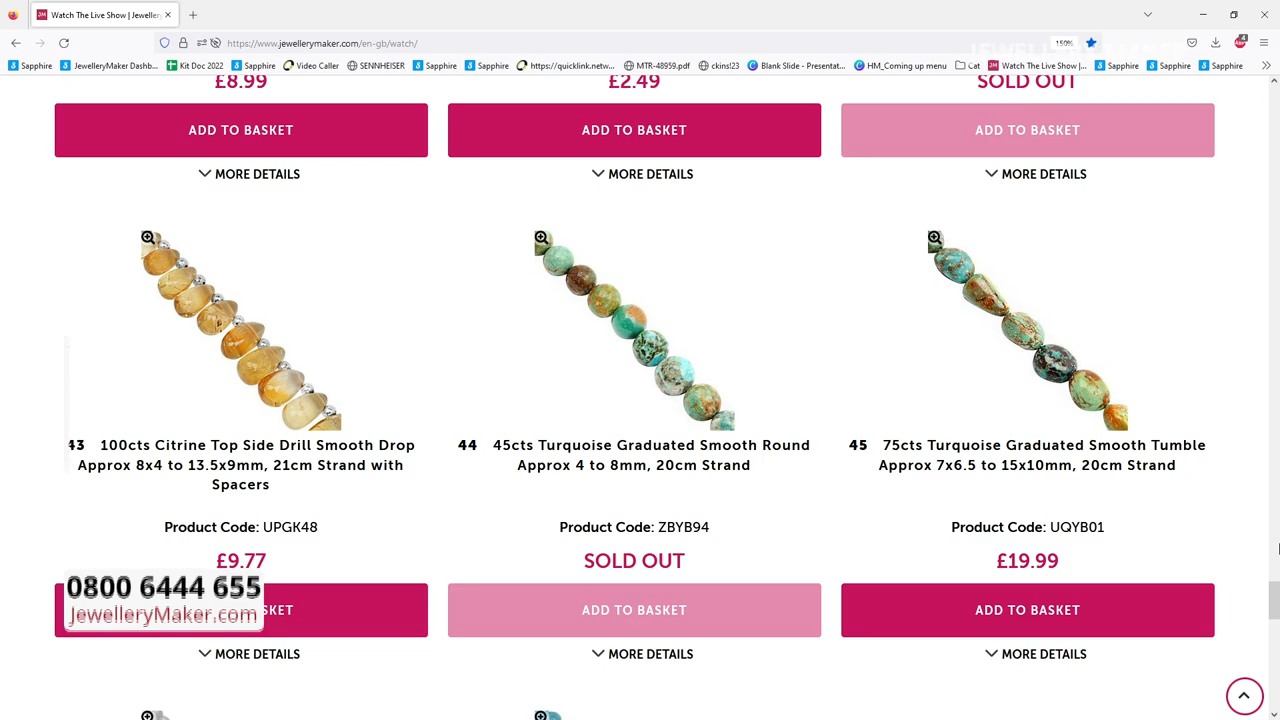 Watch The Live Show | Jeweller
https://www.jewellerymaker.com/en-gb/watch/
150%
4
Sapphire
JewelleryMaker Dashb...
Kit Doc 2022
Sapphire
Video Caller
SENNHEISER
Sapphire
Sapphire
https://quicklink.netw...
MTR-48959.pdf
ckins!23
Blank Slide - Presentat...
HM_Coming up menu
Cat
Watch The Live Show |...
Sapphire
Sapphire
Sapphire
£8.99
£2.49
SOLD OUT
ADD TO BASKET
ADD TO BASKET
ADD TO BASKET
MORE DETAILS
MORE DETAILS
MORE DETAILS
43 100cts Citrine Top Side Drill Smooth Drop
Approx 8x4 to 13.5x9mm, 21cm Strand with
Spacers
44 45cts Turquoise Graduated Smooth Round
Approx 4 to 8mm, 20cm Strand
45 75cts Turquoise Graduated Smooth Tumble
Approx 7x6.5 to 15x10mm, 20cm Strand
Product Code: UPGK48
Product Code: ZBYB94
Product Code: UQYB01
£9.77
SOLD OUT
£19.99
0800 6444 655
JewelleryMaker.com
SKET
ADD TO BASKET
ADD TO BASKET
MORE DETAILS
MORE DETAILS
MORE DETAILS